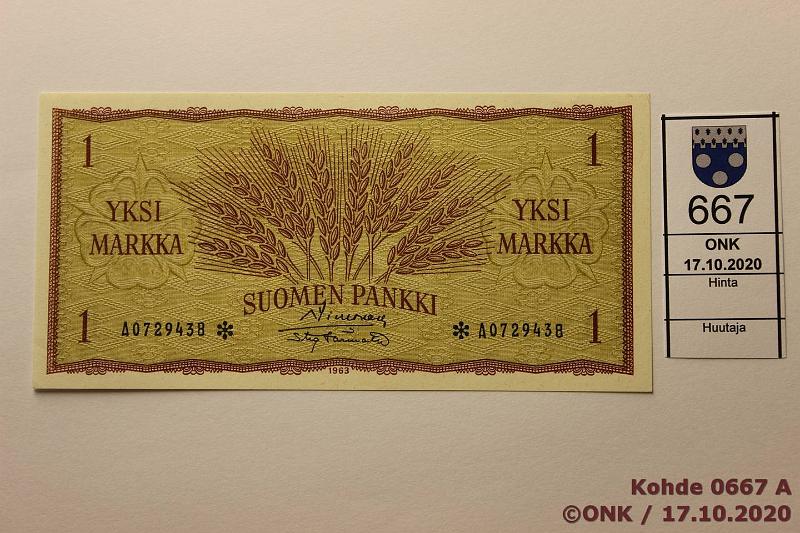 1 1
YKSI
MARKKA
YKSI
MARKKA
SUOMEN PANKKI
1 A0729438 * * A0729438 1
1963
667
ONK
17.10.2020
Hinta
Huutaja
Kohde 0667 A
©ONK / 17.10.2020